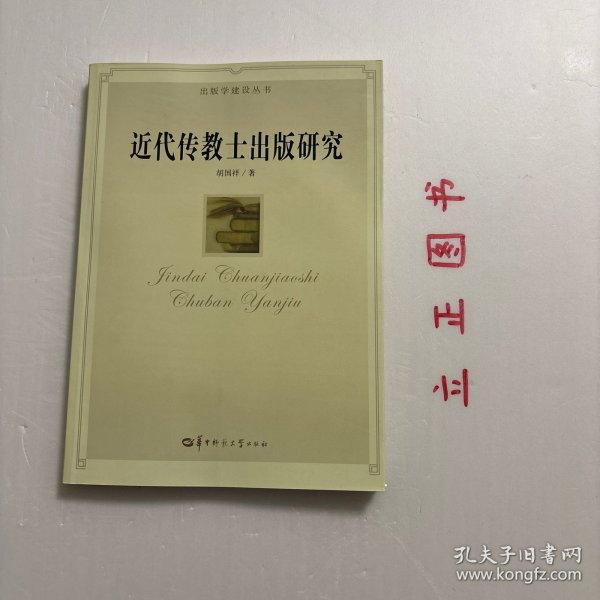 出版学建设丛书
近代传教士出版研究
胡国祥/著
Jindai Chuanjiaoshi
Chuban Yanjiu
华中师范大学出版社
立正图书
孔夫子旧书网
www.kongfz.com